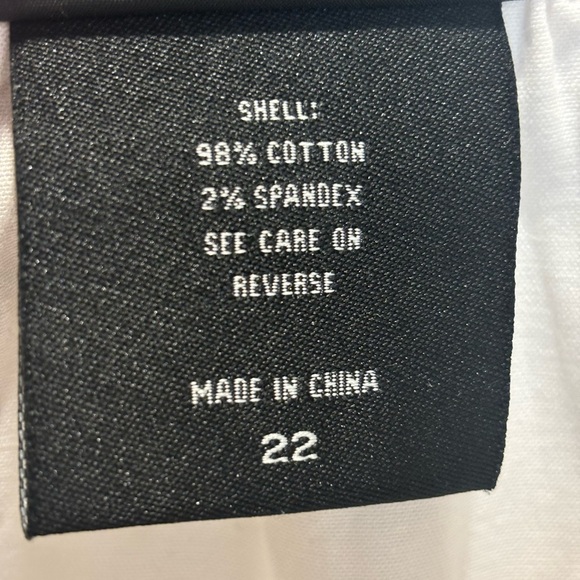 SHELL:
98% COTTON
2% SPANDEX
SEE CARE ON
REVERSE
MADE IN CHINA
22